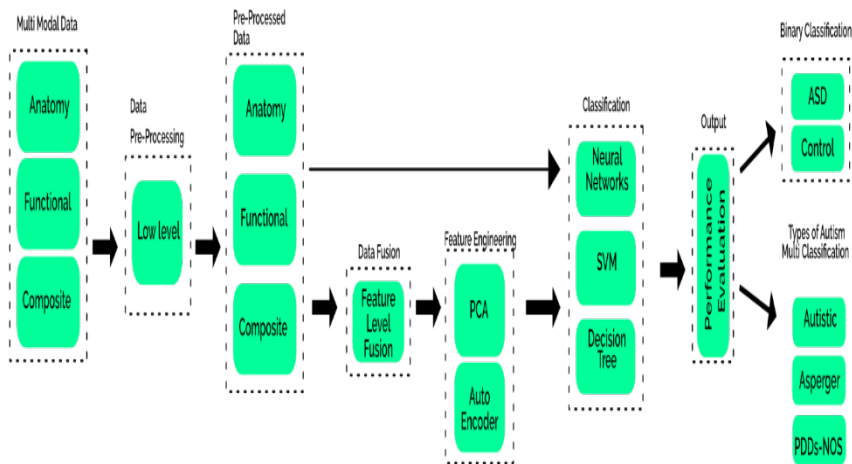 Multi Modal Data
Anatomy
Functional
Composite
Data
Pre-Processing
Low level
Pre-Processed
Data
Anatomy
Functional
Composite
Data Fusion
Feature
Level
Fusion
Feature Engineering
PCA
Auto
Encoder
Classification
Neural
Networks
SVM
Decision
Tree
Output
Performance
Evaluation
Binary Classification
ASD
Control
Types of Autism
Multi Classification
Autistic
Asperger
PDDs-NOS